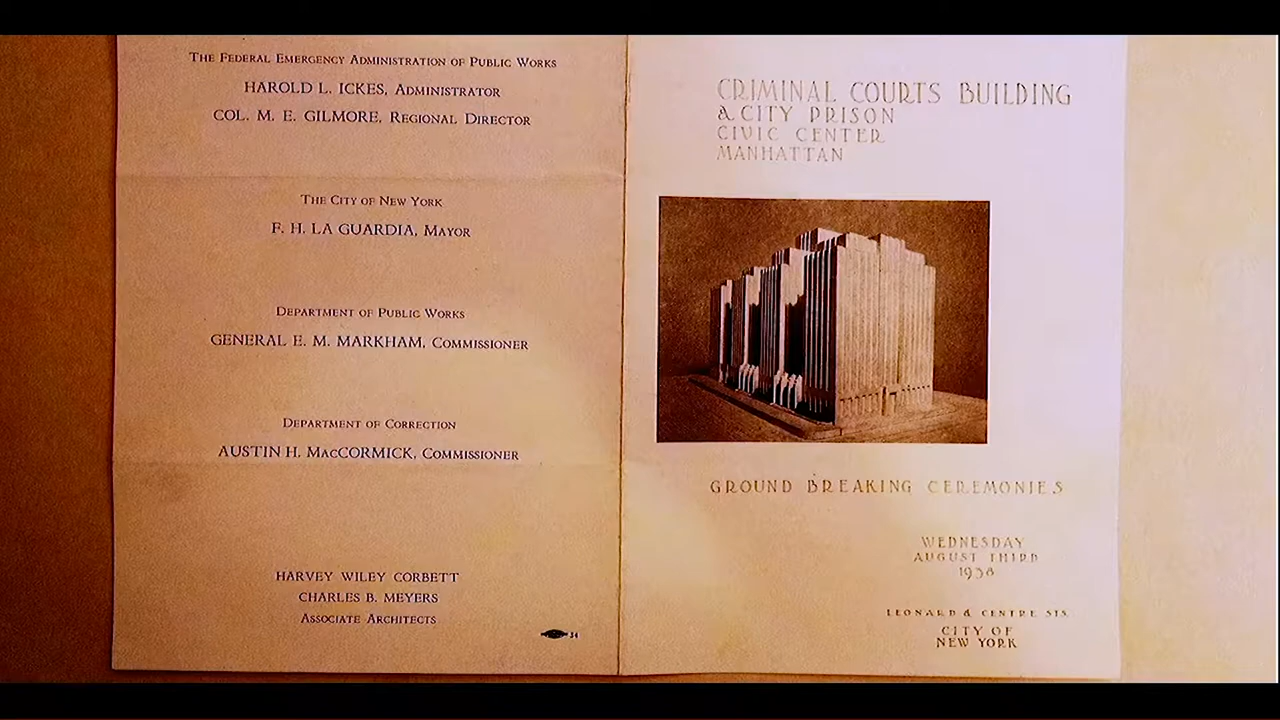 THE FEDERAL EMERGENCY ADMINISTRATION OF PUBLIC WORKS
HAROLD L. ICKES, ADMINISTRATOR
COL. M. E. GILMORE, REGIONAL DIRECTOR
THE CITY OF NEW YORK
F. H. LA GUARDIA, MAYOR
DEPARTMENT OF PUBLIC WORKS
GENERAL E. M. MARKHAM, COMMISSIONER
DEPARTMENT OF CORRECTION
AUSTIN H. MacCORMICK, COMMISSIONER
HARVEY WILEY CORBETT
CHARLES B. MEYERS
ASSOCIATE ARCHITECTS
34
CRIMINAL COURTS BUILDING
& CITY PRISON
CIVIC CENTER
MANHATTAN
GROUND BREAKING CEREMONIES
WEDNESDAY
AUGUST THIRD
1938
LEONARD & CENTRE STS.
CITY OF
NEW YORK